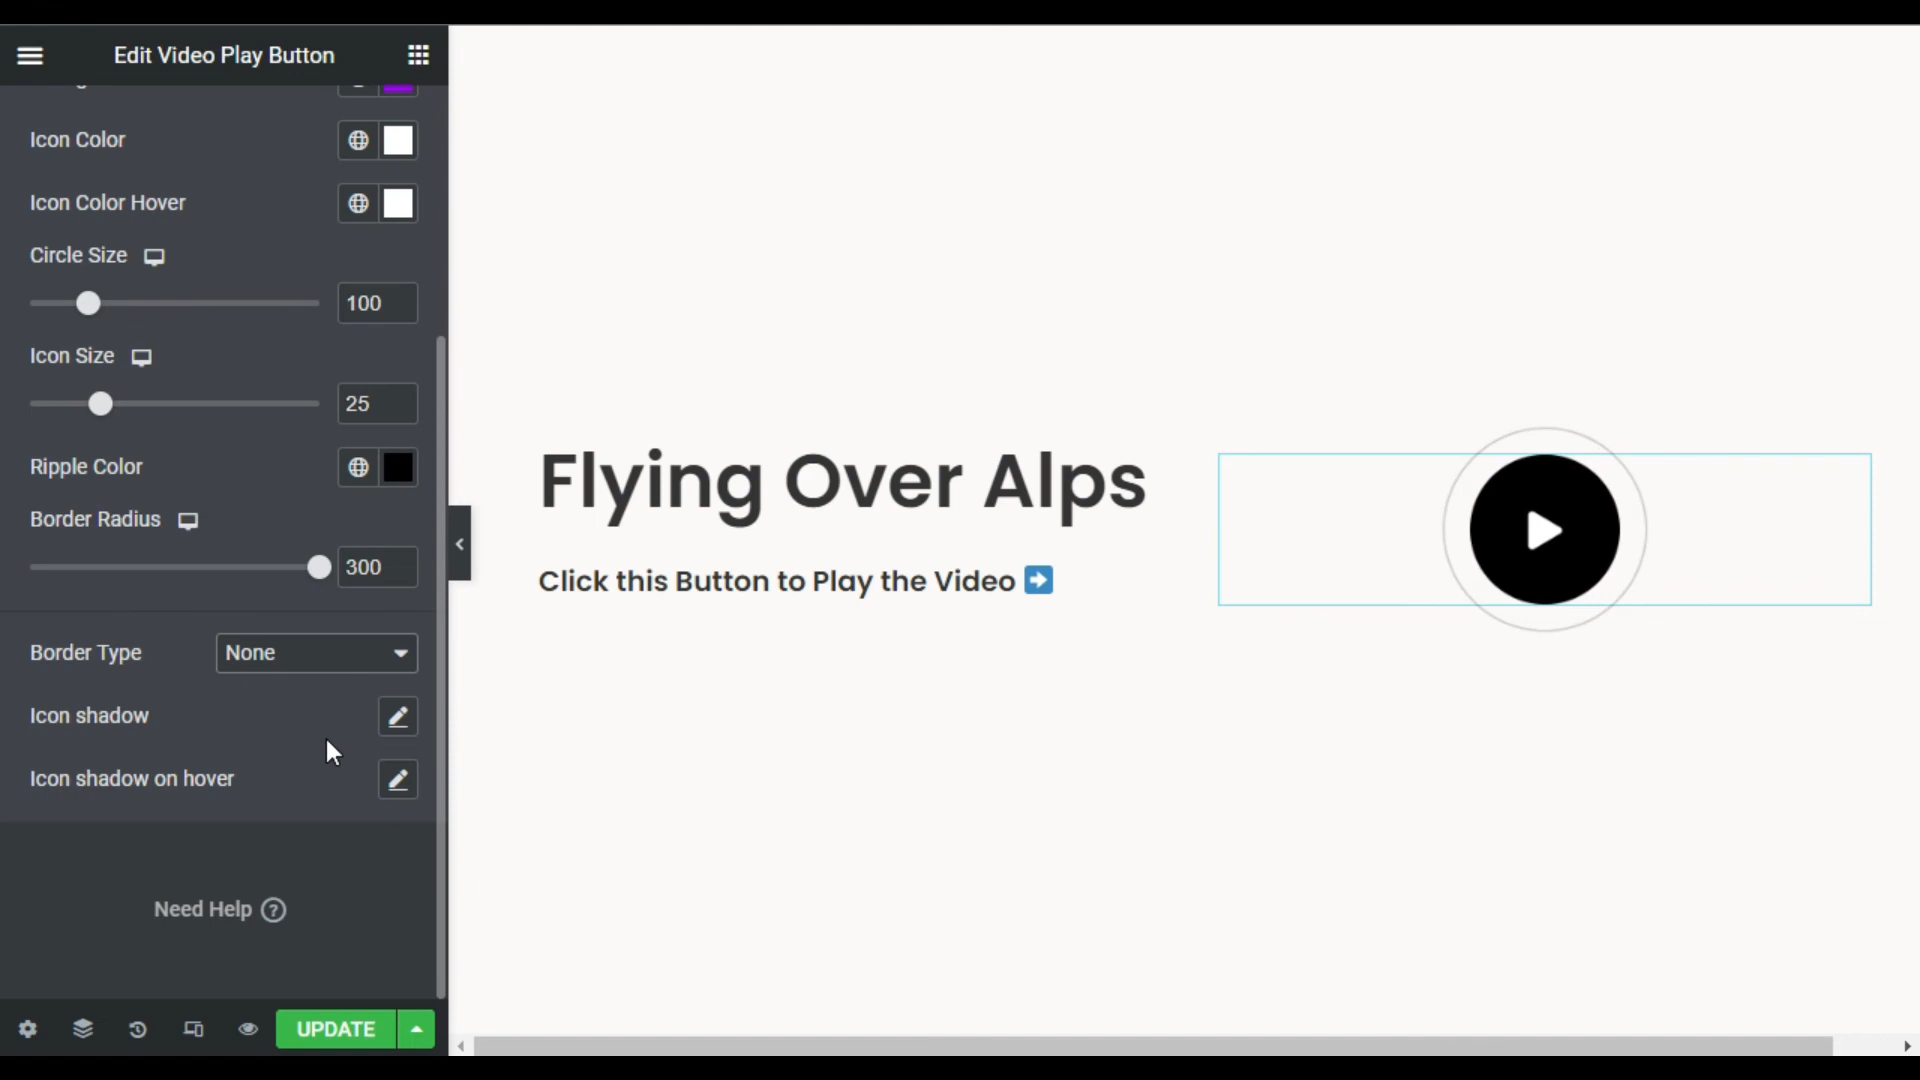 Edit Video Play Button
Icon Color
Icon Color Hover
Circle Size
100
Icon Size
25
Ripple Color
Border Radius
300
Border Type None
Icon shadow
Icon shadow on hover
Need Help ?
UPDATE
Flying Over Alps
Click this Button to Play the Video ➡